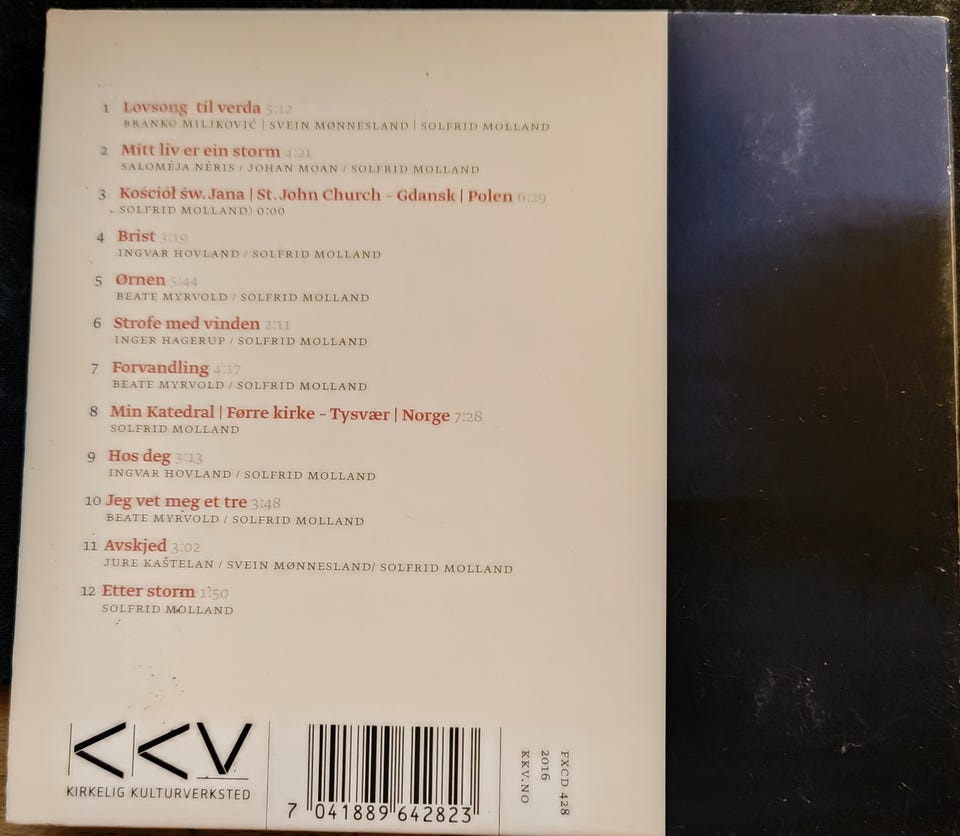 1 Lovsong til verda 5:12
BRANKO MILJKOVIĆ | SVEIN MØNNESLAND | SOLFRID MOLLAND
2 Mitt liv er ein storm 4:21
SALOMÉJA NÈRIS / JOHAN MOAN / SOLFRID MOLLAND
3 Kościół św. Jana | St. John Church - Gdansk | Polen 6:29
SOLFRID MOLLAND) 0:00
4 Brist 3:19
INGVAR HOVLAND / SOLFRID MOLLAND
5 Ørnen 5:44
BEATE MYRVOLD / SOLFRID MOLLAND
6 Strofe med vinden 2:11
INGER HAGERUP / SOLFRID MOLLAND
7 Forvandling 4:17
BEATE MYRVOLD / SOLFRID MOLLAND
8 Min Katedral | Førre kirke - Tysvær | Norge 7:28
SOLFRID MOLLAND
9 Hos deg 3:13
INGVAR HOVLAND / SOLFRID MOLLAND
10 Jeg vet meg et tre 3:48
BEATE MYRVOLD / SOLFRID MOLLAND
11 Avskjed 3:02
JURE KAŠTELAN / SVEIN MØNNESLAND/ SOLFRID MOLLAND
12 Etter storm 1:50
SOLFRID MOLLAND
KKV
KIRKELIG KULTURVERKSTED
7 041889 642823
FXCD 428
2016
KKV.NO